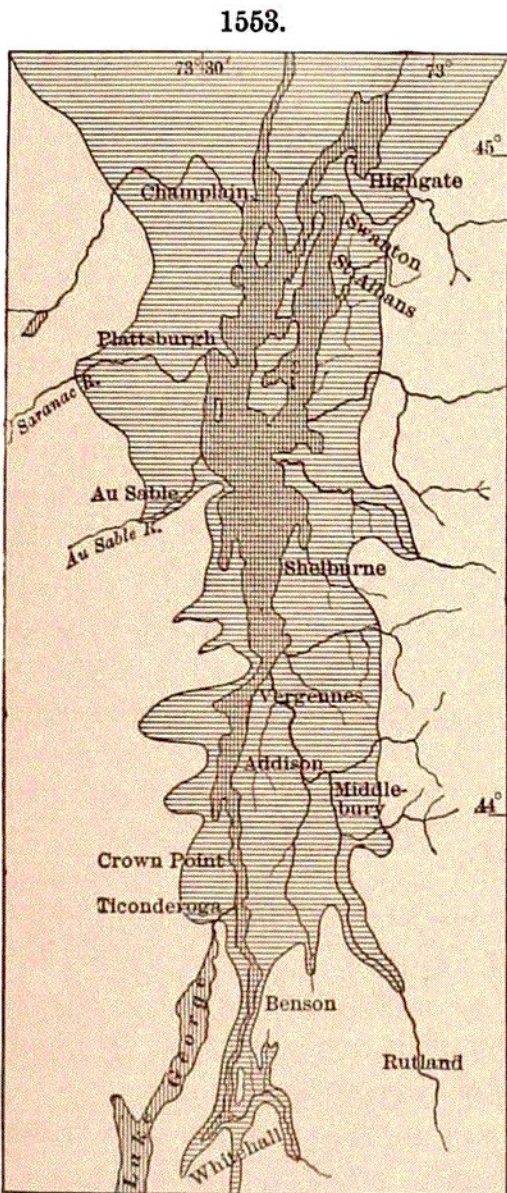 1553.
73°30′ 73°
45°
Highgate
Champlain
Swanton
St. Albans
Plattsburgh
Saranac R.
Au Sable
Au Sable R.
Shelburne
Vergennes
Addison
Middle-
bury
44°
Crown Point
Ticonderoga
Benson
Lake George
Rutland
Whitehall